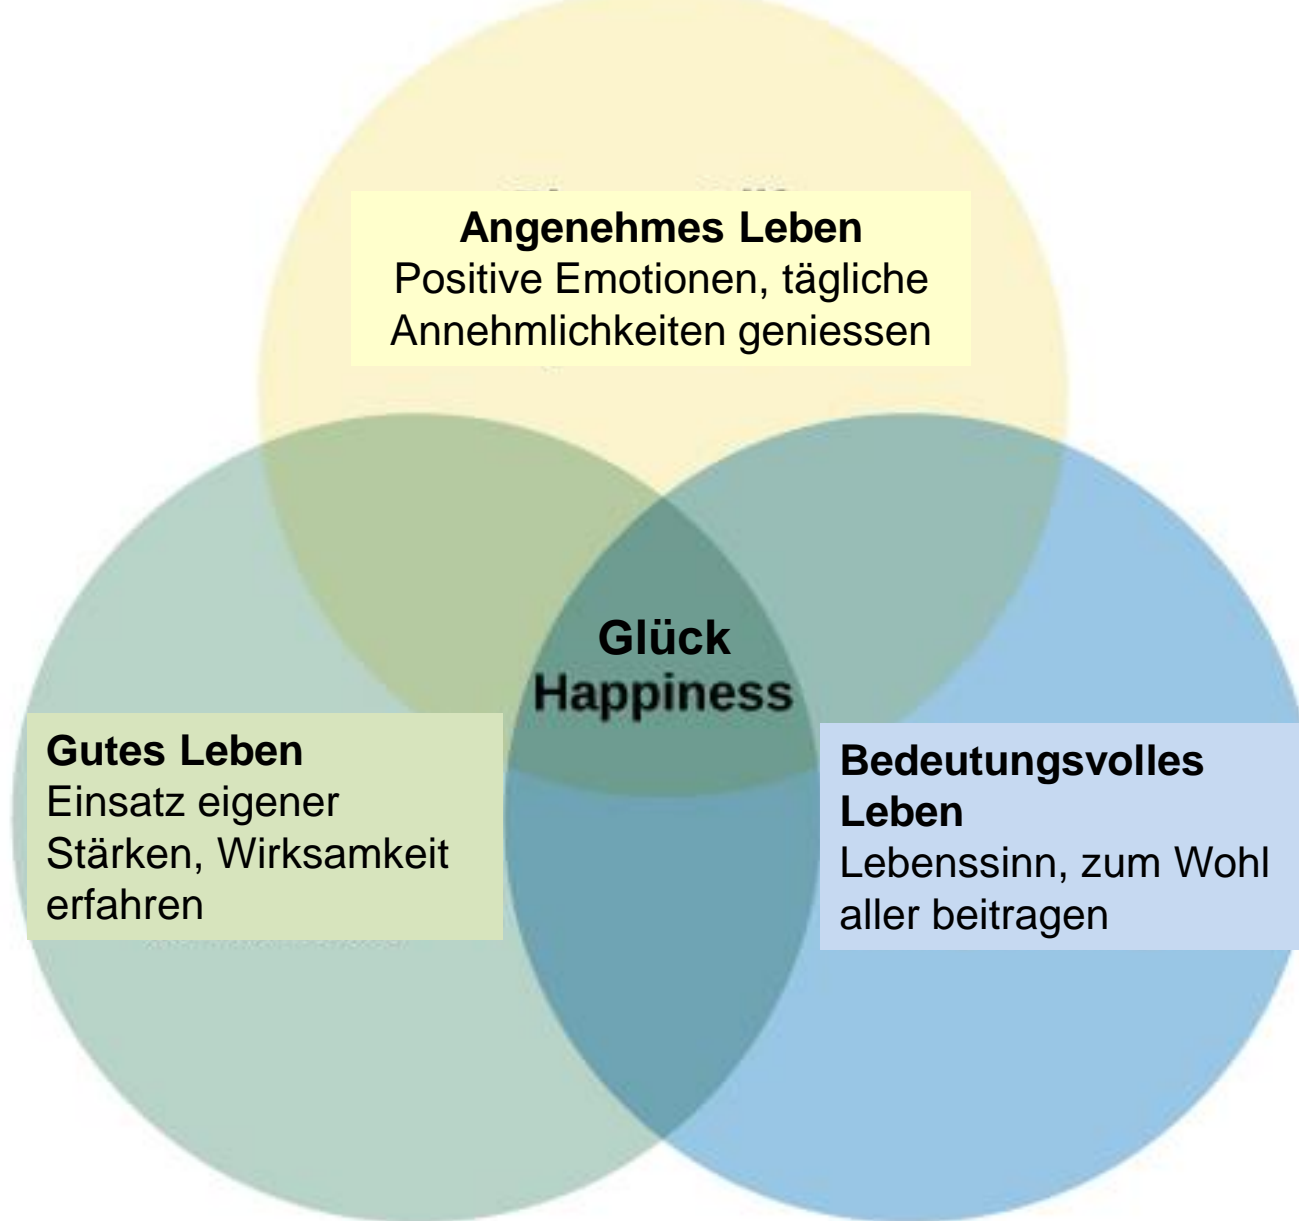 Angenehmes Leben
Positive Emotionen, tägliche
Annehmlichkeiten geniessen
Glück
Happiness
Gutes Leben
Einsatz eigener
Stärken, Wirksamkeit
erfahren
Bedeutungsvolles
Leben
Lebenssinn, zum Wohl
aller beitragen